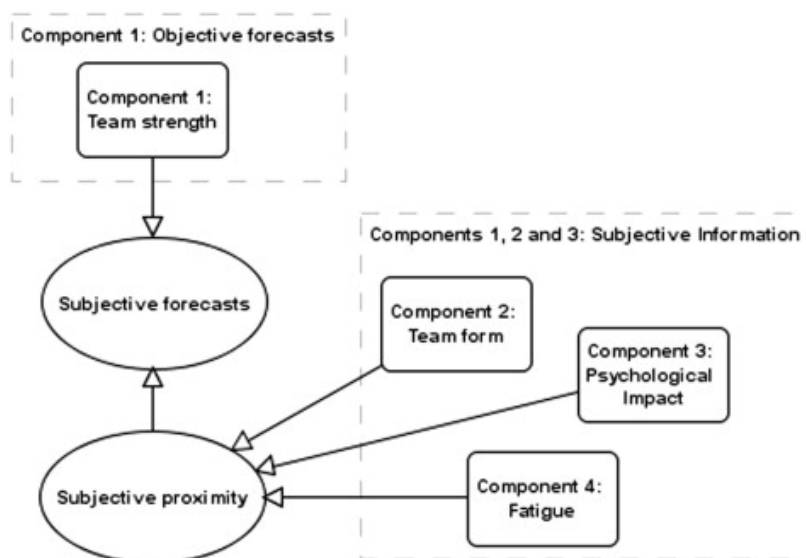 Component 1: Objective forecasts
Component 1:
Team strength
Subjective forecasts
Components 1, 2 and 3: Subjective Information
Component 2:
Team form
Component 3:
Psychological
Impact
Subjective proximity
Component 4:
Fatigue